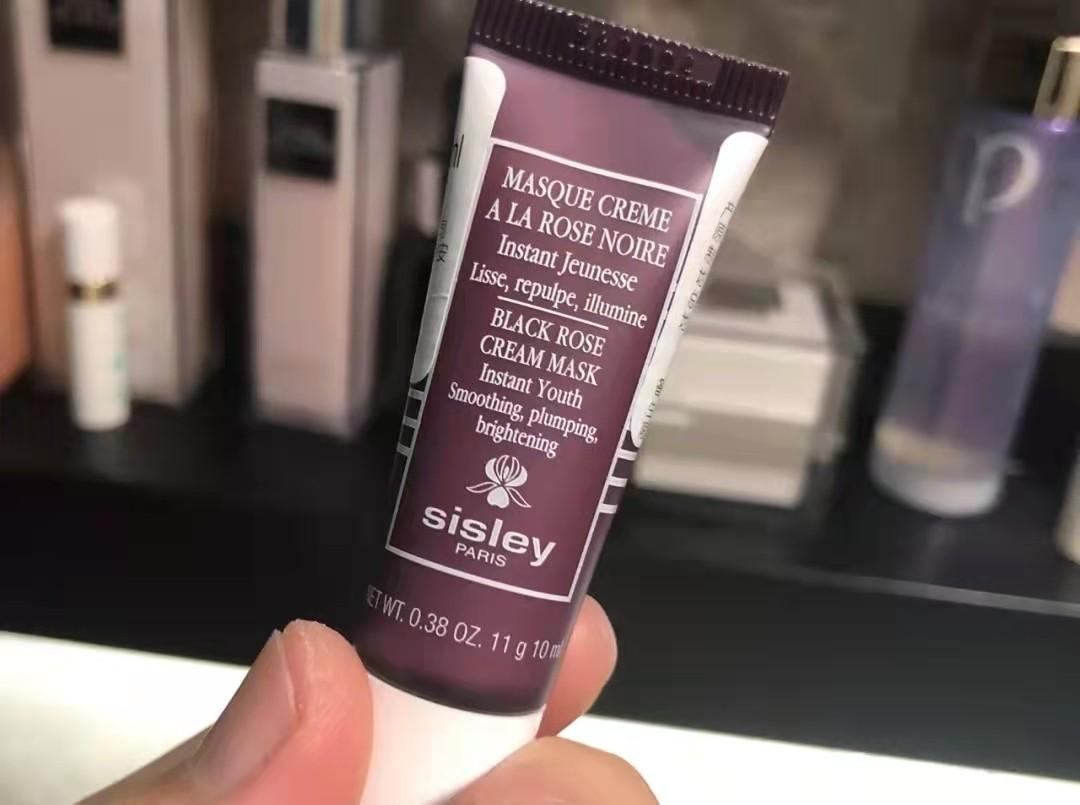 MASQUE CREME
A LA ROSE NOIRE
Instant Jeunesse
Lisse, repulpe, illumine
BLACK ROSE
CREAM MASK
Instant Youth
Smoothing, plumping,
brightening
sisley
PARIS
WT. 0.38 OZ. 11 g 10 ml